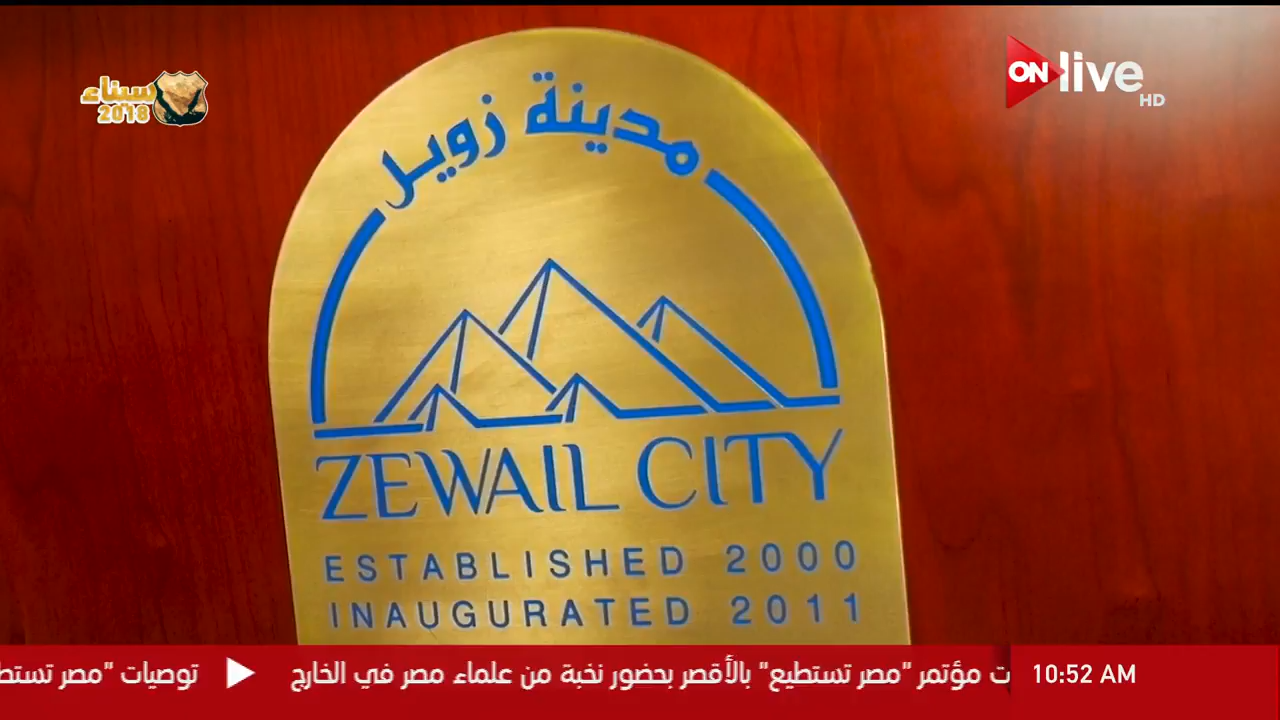 سيناء
2018
ON live
HD
مدينة زويل
ZEWAIL CITY
ESTABLISHED 2000
INAUGURATED 2011
ت مؤتمر "مصر تستطيع" بالأقصر بحضور نخبة من علماء مصر في الخارج
توصيات "مصر
10:52 AM